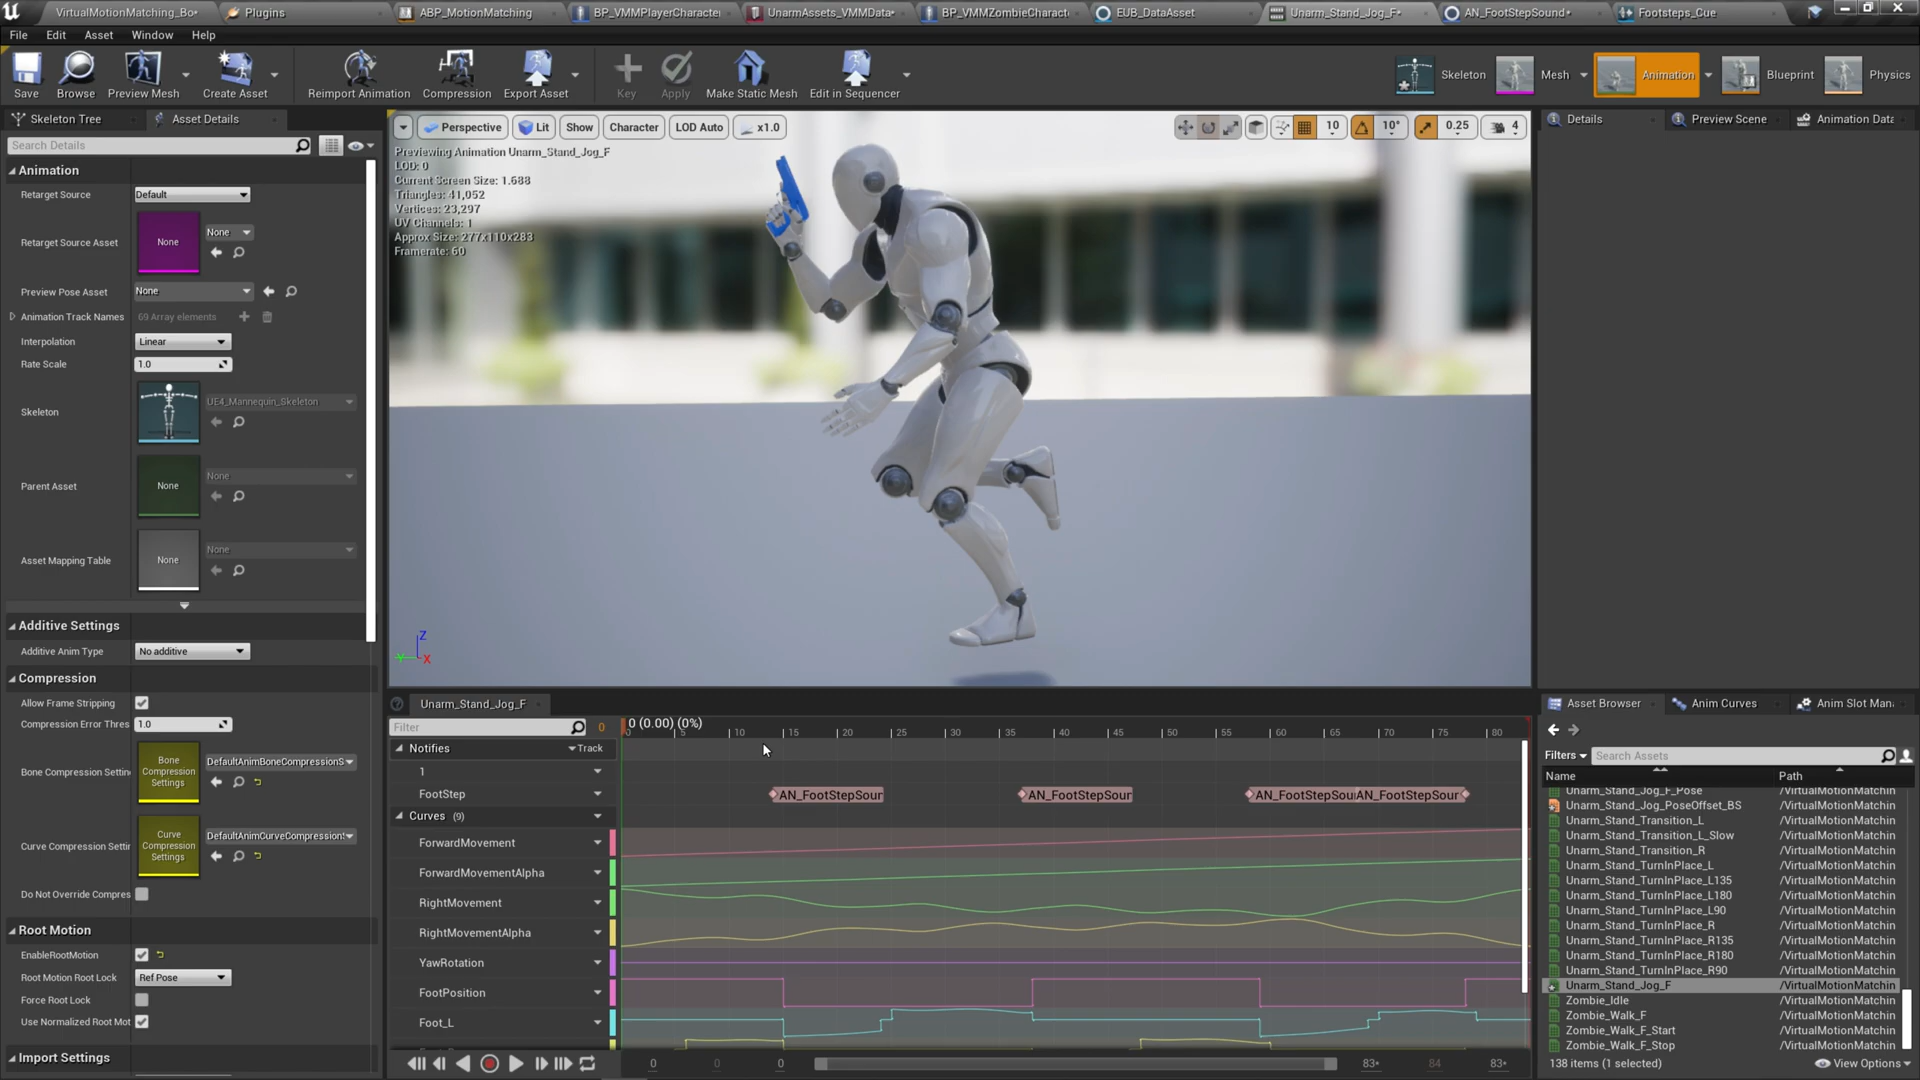 VirtualMotionMatching_Bo•
Plugins
ABP_MotionMatching
BP_VMMPlayerCharacte
UnarmAssets_VMMData•
BP_VMMZombieCharact
EUB_DataAsset
Unarm_Stand_Jog_F•
AN_FootStepSound•
Footsteps_Cue
File Edit Asset Window Help
Save
Browse
Preview Mesh
Create Asset
Reimport Animation
Compression
Export Asset
Key
Apply
Make Static Mesh
Edit in Sequencer
Skeleton
Mesh
Animation
Blueprint
Physics
Skeleton Tree
Asset Details
Search Details
Animation
Retarget Source
Default
Retarget Source Asset
None
None
Preview Pose Asset
None
Animation Track Names
69 Array elements
Interpolation
Linear
Rate Scale
1.0
Skeleton
UE4_Mannequin_Skeleton
Parent Asset
None
None
Asset Mapping Table
None
None
Additive Settings
Additive Anim Type
No additive
Compression
Allow Frame Stripping
Compression Error Thres
1.0
Bone Compression Settin
Bone Compression Settings
DefaultAnimBoneCompressionS
Curve Compression Settin
Curve Compression Settings
DefaultAnimCurveCompression
Do Not Override Compres
Root Motion
EnableRootMotion
Root Motion Root Lock
Ref Pose
Force Root Lock
Use Normalized Root Mot
Import Settings
Perspective
Lit
Show
Character
LOD Auto
x1.0
10
10°
0.25
4
Previewing Animation Unarm_Stand_Jog_F
LOD: 0
Current Screen Size: 1.688
Triangles: 41,052
Vertices: 23,297
UV Channels: 1
Approx Size: 277x110x283
Framerate: 60
Z
X
Unarm_Stand_Jog_F
Filter
0
0 (0.00) (0%)
0 5 10 15 20 25 30 35 40 45 50 55 60 65 70 75 80
Notifies
Track
1
FootStep
AN_FootStepSour
AN_FootStepSour
AN_FootStepSou
AN_FootStepSour
Curves (9)
ForwardMovement
ForwardMovementAlpha
RightMovement
RightMovementAlpha
YawRotation
FootPosition
Foot_L
0 0 0 83• 84 83•
Details
Preview Scene
Animation Data
Asset Browser
Anim Curves
Anim Slot Man
Filters
Search Assets
Name
Path
Unarm_Stand_Jog_F_Pose /VirtualMotionMatchin
Unarm_Stand_Jog_PoseOffset_BS /VirtualMotionMatchin
Unarm_Stand_Transition_L /VirtualMotionMatchin
Unarm_Stand_Transition_L_Slow /VirtualMotionMatchin
Unarm_Stand_Transition_R /VirtualMotionMatchin
Unarm_Stand_TurnInPlace_L /VirtualMotionMatchin
Unarm_Stand_TurnInPlace_L135 /VirtualMotionMatchin
Unarm_Stand_TurnInPlace_L180 /VirtualMotionMatchin
Unarm_Stand_TurnInPlace_L90 /VirtualMotionMatchin
Unarm_Stand_TurnInPlace_R /VirtualMotionMatchin
Unarm_Stand_TurnInPlace_R135 /VirtualMotionMatchin
Unarm_Stand_TurnInPlace_R180 /VirtualMotionMatchin
Unarm_Stand_TurnInPlace_R90 /VirtualMotionMatchin
Unarm_Stand_Jog_F /VirtualMotionMatchin
Zombie_Idle /VirtualMotionMatchin
Zombie_Walk_F /VirtualMotionMatchin
Zombie_Walk_F_Start /VirtualMotionMatchin
Zombie_Walk_F_Stop /VirtualMotionMatchin
138 items (1 selected)
View Options